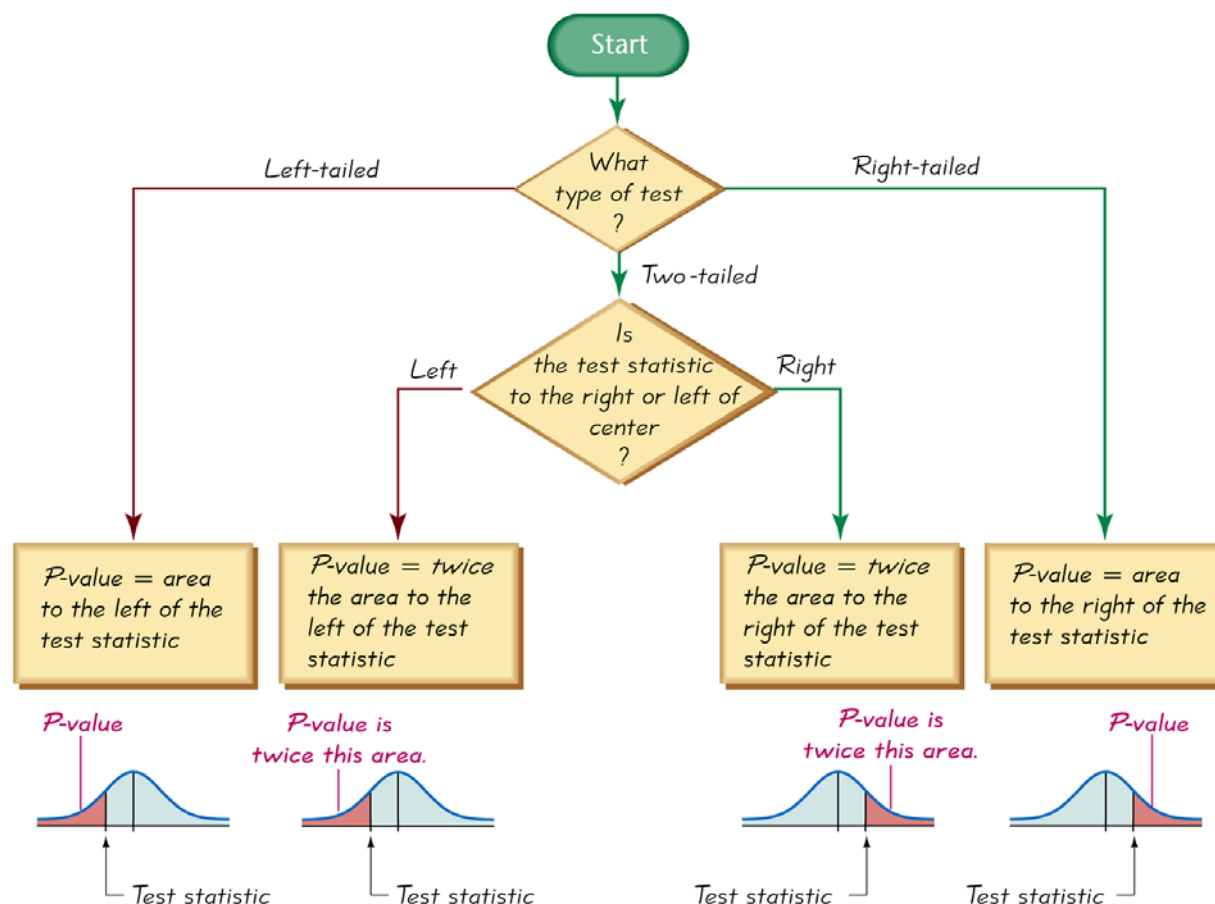 Start
What
type of test
?
Left-tailed
Right-tailed
Two-tailed
Is
the test statistic
to the right or left of
center
?
Left
Right
P-value = area
to the left of the
test statistic
P-value = twice
the area to the
left of the test
statistic
P-value = twice
the area to the
right of the test
statistic
P-value = area
to the right of the
test statistic
P-value
P-value is
twice this area.
P-value is
twice this area.
P-value
Test statistic
Test statistic
Test statistic
Test statistic